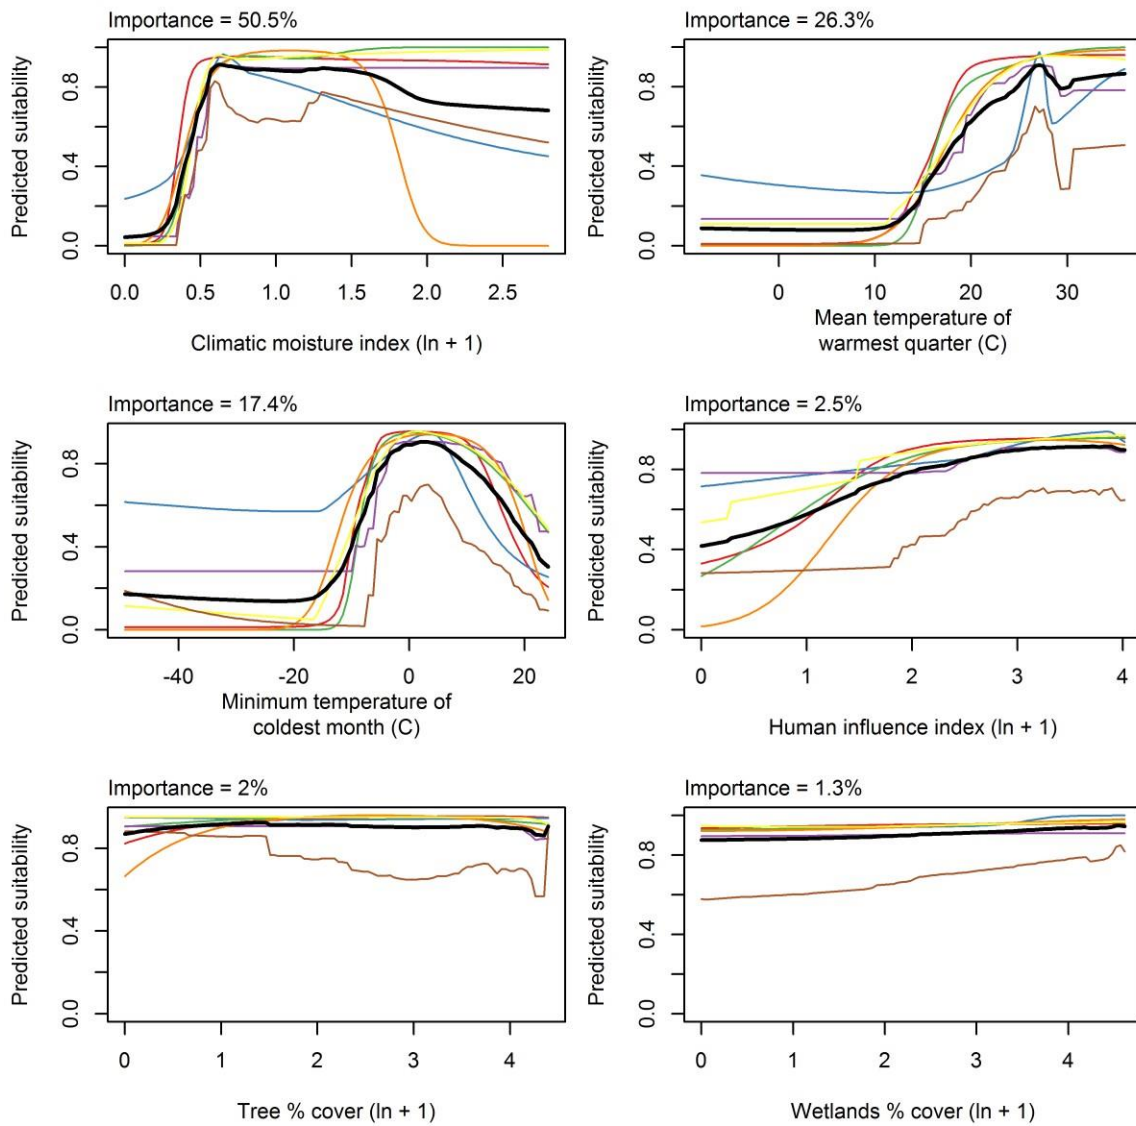 Importance = 50.5%
Predicted suitability
0.0 0.4 0.8
0.0 0.5 1.0 1.5 2.0 2.5
Climatic moisture index (ln + 1)
Importance = 26.3%
Predicted suitability
0.0 0.4 0.8
0 10 20 30
Mean temperature of
warmest quarter (C)
Importance = 17.4%
Predicted suitability
0.0 0.4 0.8
-40 -20 0 20
Minimum temperature of
coldest month (C)
Importance = 2.5%
Predicted suitability
0.0 0.4 0.8
0 1 2 3 4
Human influence index (ln + 1)
Importance = 2%
Predicted suitability
0.0 0.4 0.8
0 1 2 3 4
Tree % cover (ln + 1)
Importance = 1.3%
Predicted suitability
0.0 0.4 0.8
0 1 2 3 4
Wetlands % cover (ln + 1)